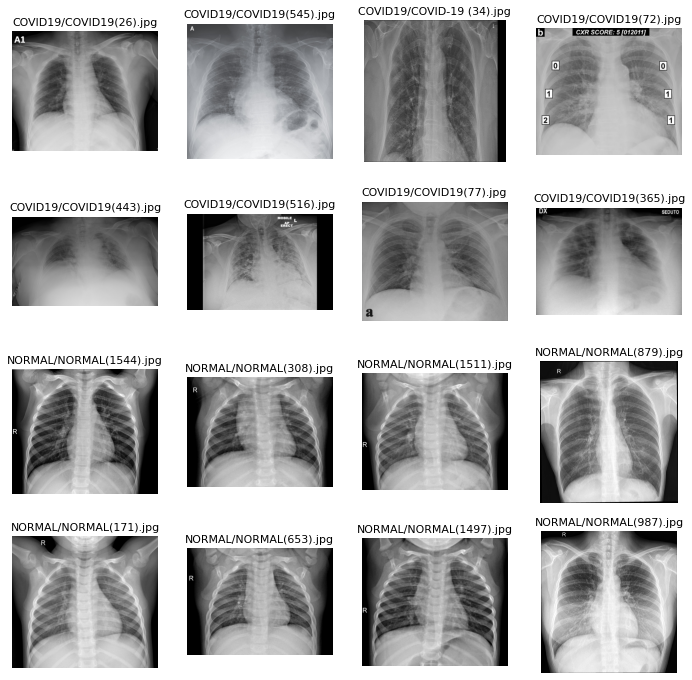 COVID19/COVID19(26).jpg
COVID19/COVID19(545).jpg
COVID19/COVID-19 (34).jpg
COVID19/COVID19(72).jpg
A1
A
b
CXR SCORE: 5 [012011]
0
0
1
1
2
1
COVID19/COVID19(443).jpg
COVID19/COVID19(516).jpg
COVID19/COVID19(77).jpg
COVID19/COVID19(365).jpg
MOBILE
AP
ERECT
L
a
DX
SEDUTO
NORMAL/NORMAL(1544).jpg
NORMAL/NORMAL(308).jpg
NORMAL/NORMAL(1511).jpg
NORMAL/NORMAL(879).jpg
R
R
R
R
NORMAL/NORMAL(171).jpg
NORMAL/NORMAL(653).jpg
NORMAL/NORMAL(1497).jpg
NORMAL/NORMAL(987).jpg
R
R
R
R